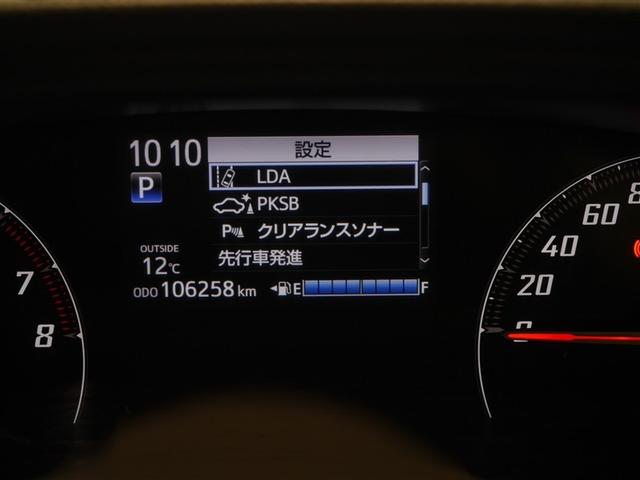 10 10
設定
LDA
P
PKSB
P クリアランスソナー
OUTSIDE
12℃
先行車発進
ODO 106258 km
E F
7
8
0
20
40
60